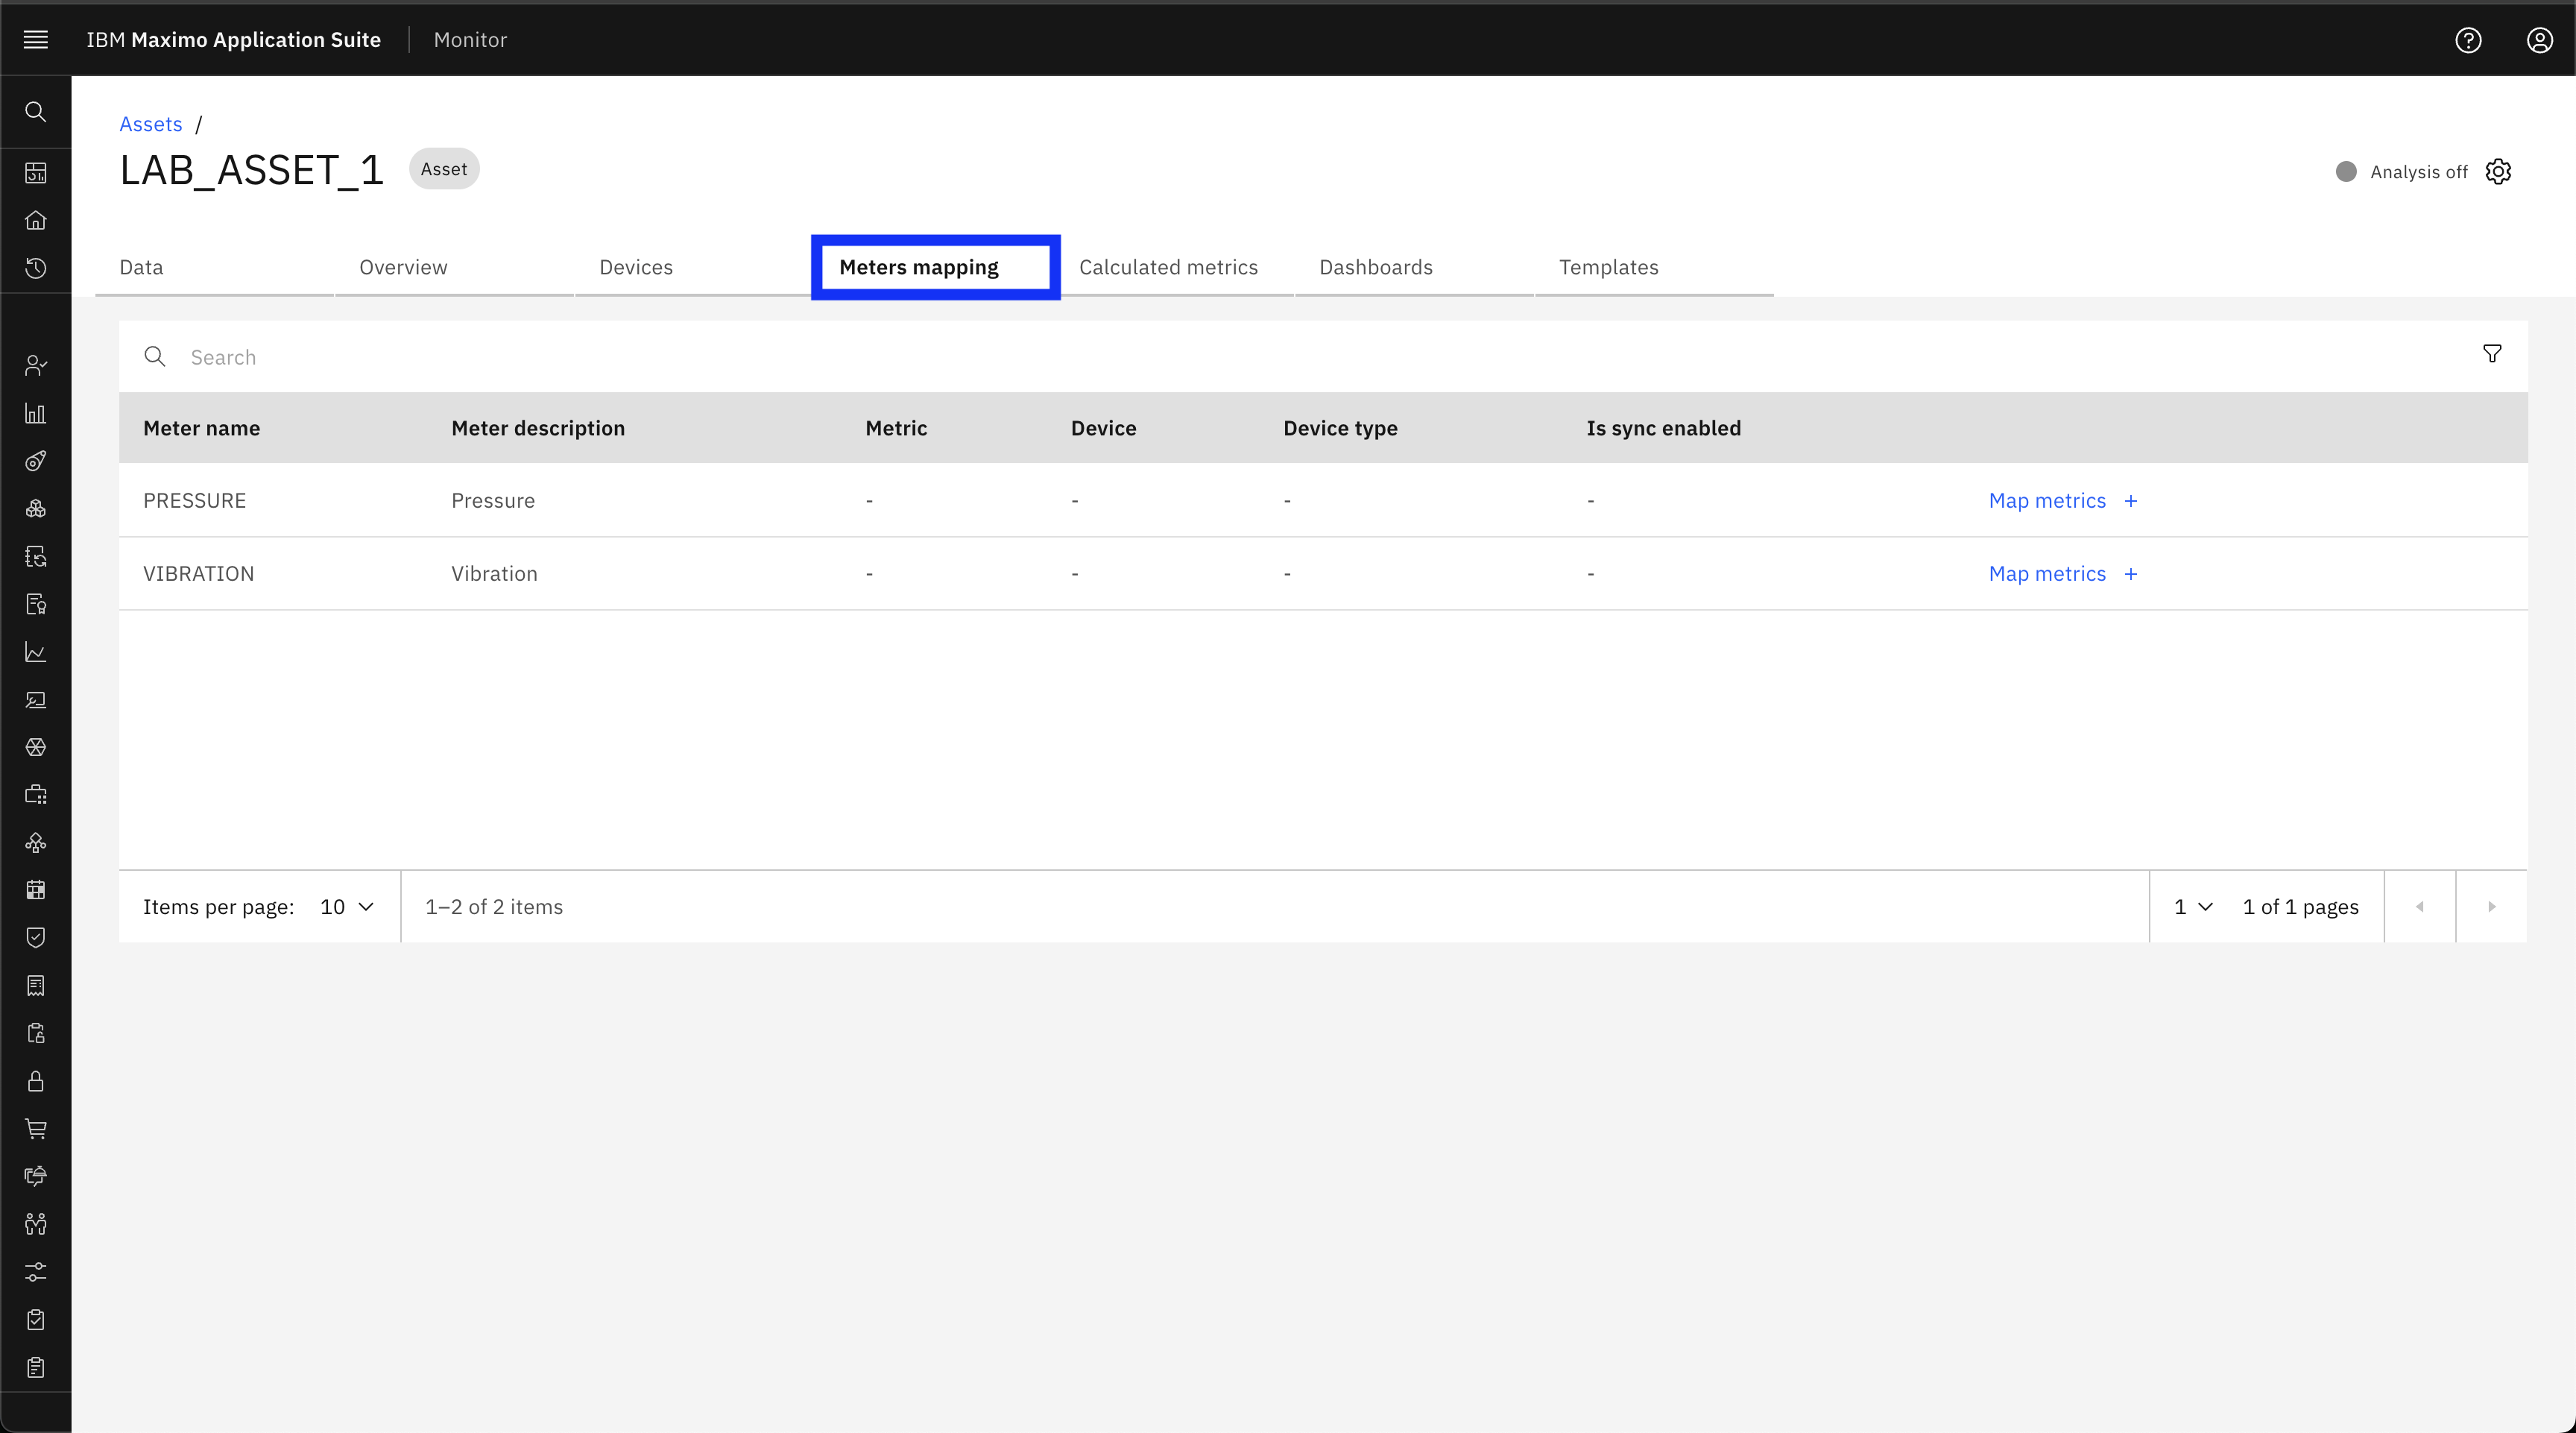 IBM Maximo Application Suite | Monitor
Assets /
LAB_ASSET_1 Asset
Analysis off
Data Overview Devices Meters mapping Calculated metrics Dashboards Templates
Search
Meter name Meter description Metric Device Device type Is sync enabled
PRESSURE Pressure - - - - Map metrics +
VIBRATION Vibration - - - - Map metrics +
Items per page: 10 1–2 of 2 items 1 1 of 1 pages